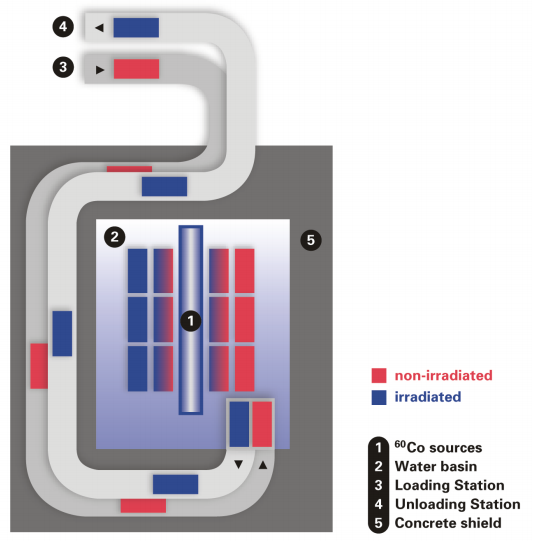 4
3
2
5
1
non-irradiated
irradiated
1 ⁶⁰Co sources
2 Water basin
3 Loading Station
4 Unloading Station
5 Concrete shield